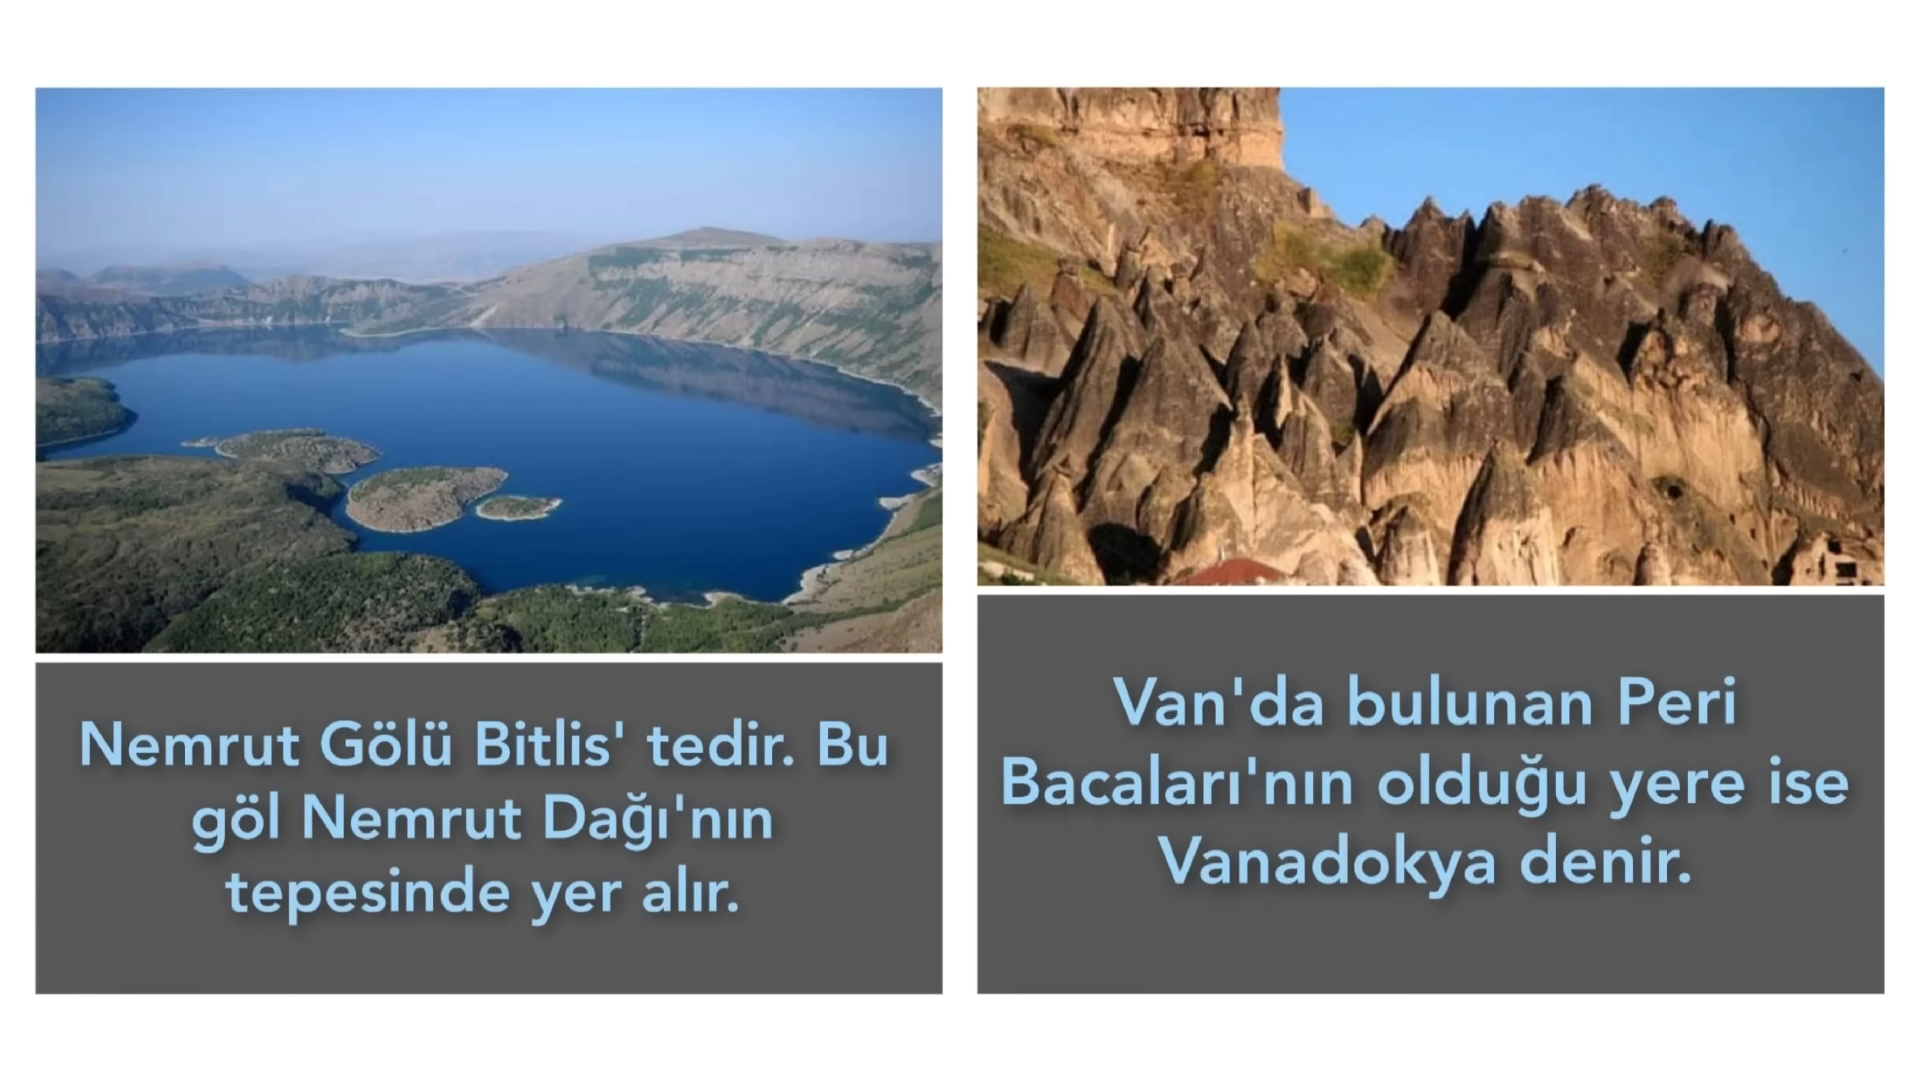 Nemrut Gölü Bitlis' tedir. Bu
göl Nemrut Dağı'nın
tepesinde yer alır.
Van'da bulunan Peri
Bacaları'nın olduğu yere ise
Vanadokya denir.